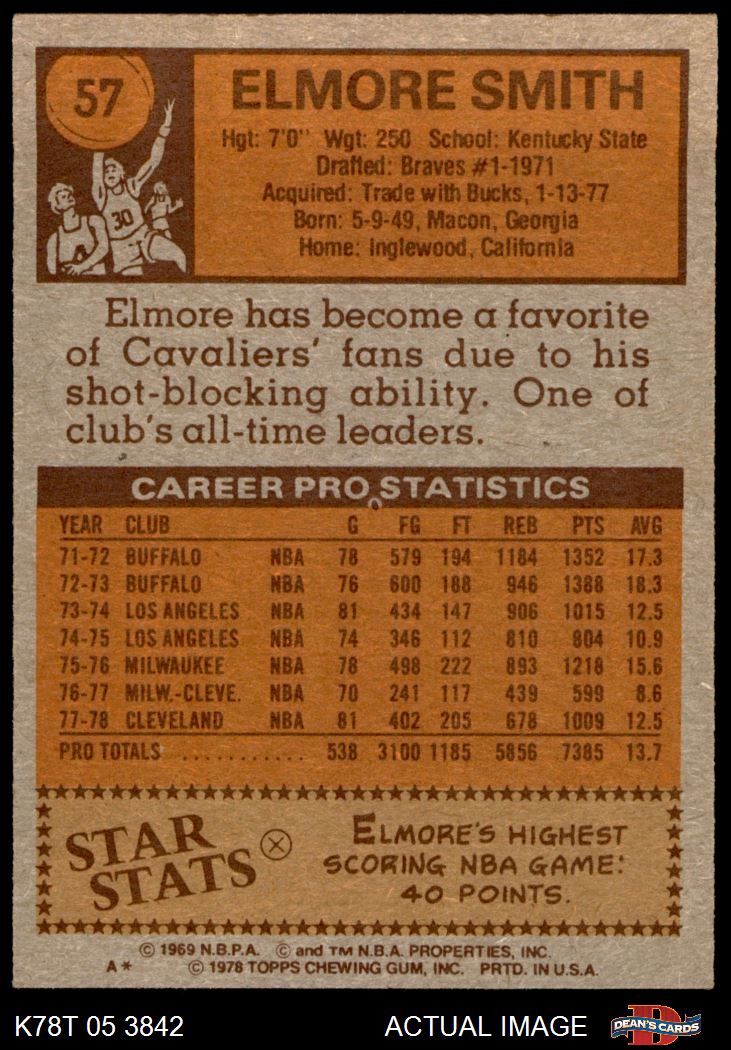 57
30
ELMORE SMITH
Hgt: 7'0" Wgt: 250 School: Kentucky State
Drafted: Braves #1-1971
Acquired: Trade with Bucks, 1-13-77
Born: 5-9-49, Macon, Georgia
Home: Inglewood, California
Elmore has become a favorite
of Cavaliers' fans due to his
shot-blocking ability. One of
club's all-time leaders.
CAREER PRO STATISTICS
YEAR CLUB G FG FT REB PTS AVG
71-72 BUFFALO NBA 78 579 194 1184 1352 17.3
72-73 BUFFALO NBA 76 600 188 946 1388 18.3
73-74 LOS ANGELES NBA 81 434 147 906 1015 12.5
74-75 LOS ANGELES NBA 74 346 112 810 804 10.9
75-76 MILWAUKEE NBA 78 498 222 893 1218 15.6
76-77 MILW.-CLEVE. NBA 70 241 117 439 599 8.6
77-78 CLEVELAND NBA 81 402 205 678 1009 12.5
PRO TOTALS ........... 538 3100 1185 5856 7385 13.7
STAR
STATS
ELMORE'S HIGHEST
SCORING NBA GAME:
40 POINTS.
© 1969 N.B.P.A. © and TM N.B.A. PROPERTIES, INC.
A* © 1978 TOPPS CHEWING GUM, INC. PRTD. IN U.S.A.
K78T 05 3842 ACTUAL IMAGE
D
DEAN'S CARDS